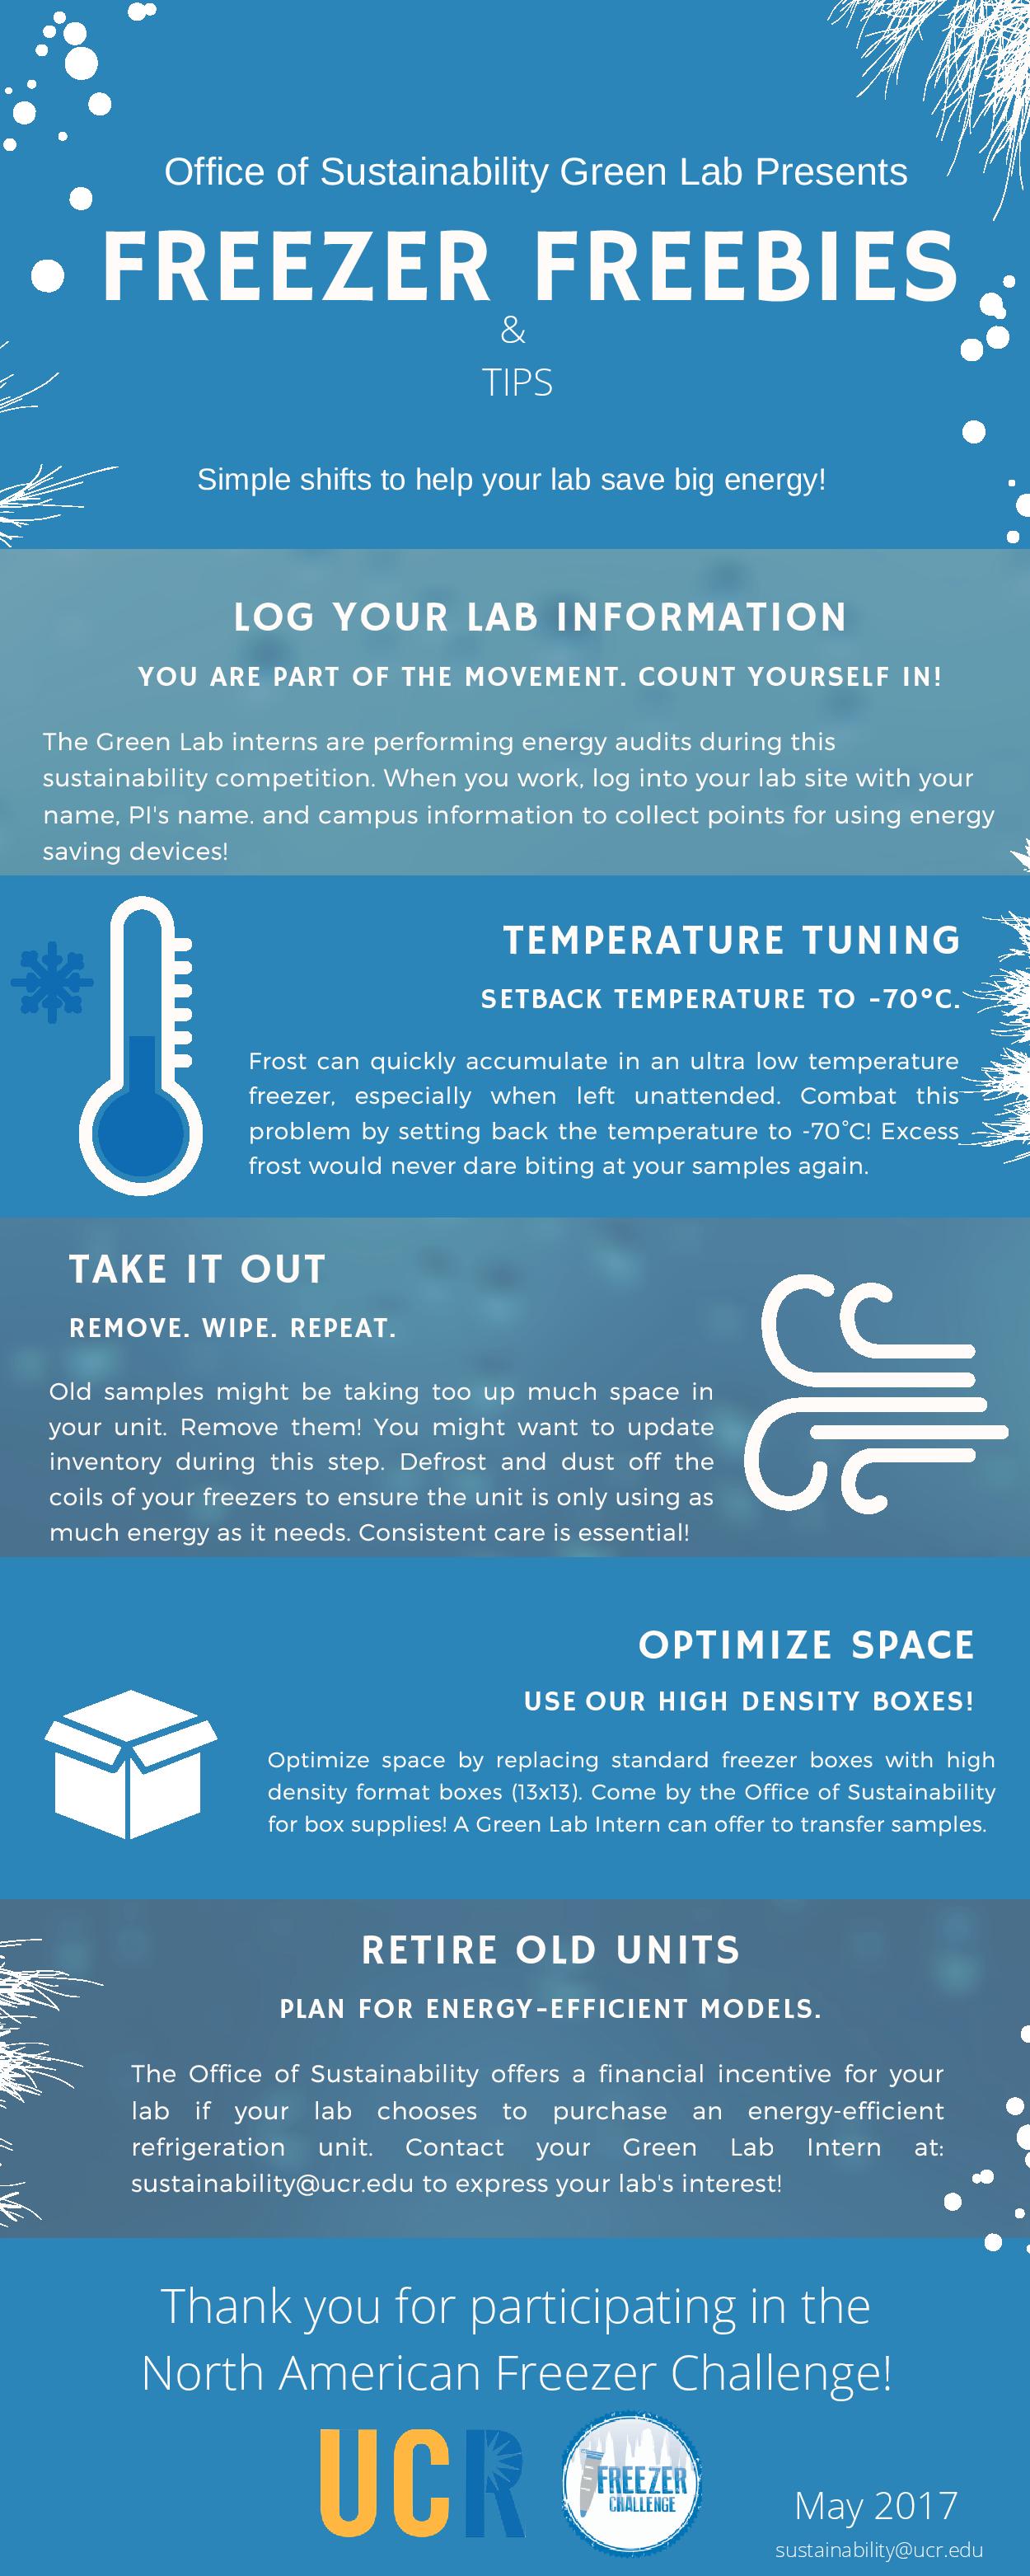 Office of Sustainability Green Lab Presents
FREEZER FREEBIES
&
TIPS
Simple shifts to help your lab save big energy!
LOG YOUR LAB INFORMATION
YOU ARE PART OF THE MOVEMENT. COUNT YOURSELF IN!
The Green Lab interns are performing energy audits during this
sustainability competition. When you work, log into your lab site with your
name, PI's name. and campus information to collect points for using energy
saving devices!
TEMPERATURE TUNING
SETBACK TEMPERATURE TO -70°C.
Frost can quickly accumulate in an ultra low temperature
freezer, especially when left unattended. Combat this
problem by setting back the temperature to -70°C! Excess
frost would never dare biting at your samples again.
TAKE IT OUT
REMOVE. WIPE. REPEAT.
Old samples might be taking too up much space in
your unit. Remove them! You might want to update
inventory during this step. Defrost and dust off the
coils of your freezers to ensure the unit is only using as
much energy as it needs. Consistent care is essential!
OPTIMIZE SPACE
USE OUR HIGH DENSITY BOXES!
Optimize space by replacing standard freezer boxes with high
density format boxes (13x13). Come by the Office of Sustainability
for box supplies! A Green Lab Intern can offer to transfer samples.
RETIRE OLD UNITS
PLAN FOR ENERGY-EFFICIENT MODELS.
The Office of Sustainability offers a financial incentive for your
lab if your lab chooses to purchase an energy-efficient
refrigeration unit. Contact your Green Lab Intern at:
sustainability@ucr.edu to express your lab's interest!
Thank you for participating in the
North American Freezer Challenge!
UCR
FREEZER
CHALLENGE
May 2017
sustainability@ucr.edu